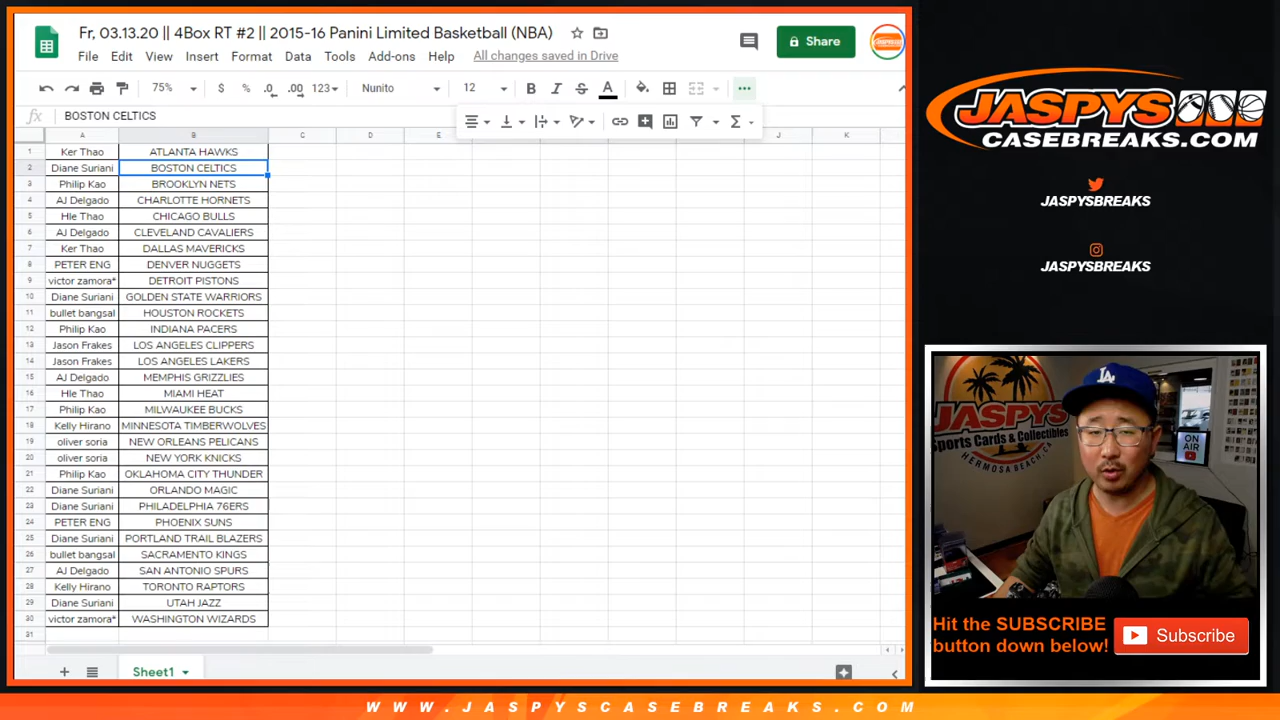 Fr, 03.13.20 || 4Box RT #2 || 2015-16 Panini Limited Basketball (NBA)
File Edit View Insert Format Data Tools Add-ons Help All changes saved in Drive
Share
75% $ % .0 .00 123 Nunito 12 B I S A
fx BOSTON CELTICS
A B C D E J K
1 Ker Thao ATLANTA HAWKS
2 Diane Suriani BOSTON CELTICS
3 Philip Kao BROOKLYN NETS
4 AJ Delgado CHARLOTTE HORNETS
5 Hle Thao CHICAGO BULLS
6 AJ Delgado CLEVELAND CAVALIERS
7 Ker Thao DALLAS MAVERICKS
8 PETER ENG DENVER NUGGETS
9 victor zamora* DETROIT PISTONS
10 Diane Suriani GOLDEN STATE WARRIORS
11 bullet bangsal HOUSTON ROCKETS
12 Philip Kao INDIANA PACERS
13 Jason Frakes LOS ANGELES CLIPPERS
14 Jason Frakes LOS ANGELES LAKERS
15 AJ Delgado MEMPHIS GRIZZLIES
16 Hle Thao MIAMI HEAT
17 Philip Kao MILWAUKEE BUCKS
18 Kelly Hirano MINNESOTA TIMBERWOLVES
19 oliver soria NEW ORLEANS PELICANS
20 oliver soria NEW YORK KNICKS
21 Philip Kao OKLAHOMA CITY THUNDER
22 Diane Suriani ORLANDO MAGIC
23 Diane Suriani PHILADELPHIA 76ERS
24 PETER ENG PHOENIX SUNS
25 Diane Suriani PORTLAND TRAIL BLAZERS
26 bullet bangsal SACRAMENTO KINGS
27 AJ Delgado SAN ANTONIO SPURS
28 Kelly Hirano TORONTO RAPTORS
29 Diane Suriani UTAH JAZZ
30 victor zamora* WASHINGTON WIZARDS
31
Sheet1
JASPYS
CASEBREAKS.COM
JASPYSBREAKS
JASPYSBREAKS
JASPYS
Sports Cards & Collectibles
HERMOSA BEACH, CA
LA
ON AIR
Hit the SUBSCRIBE
button down below!
Subscribe
WWW.JASPYSCASEBREAKS.COM